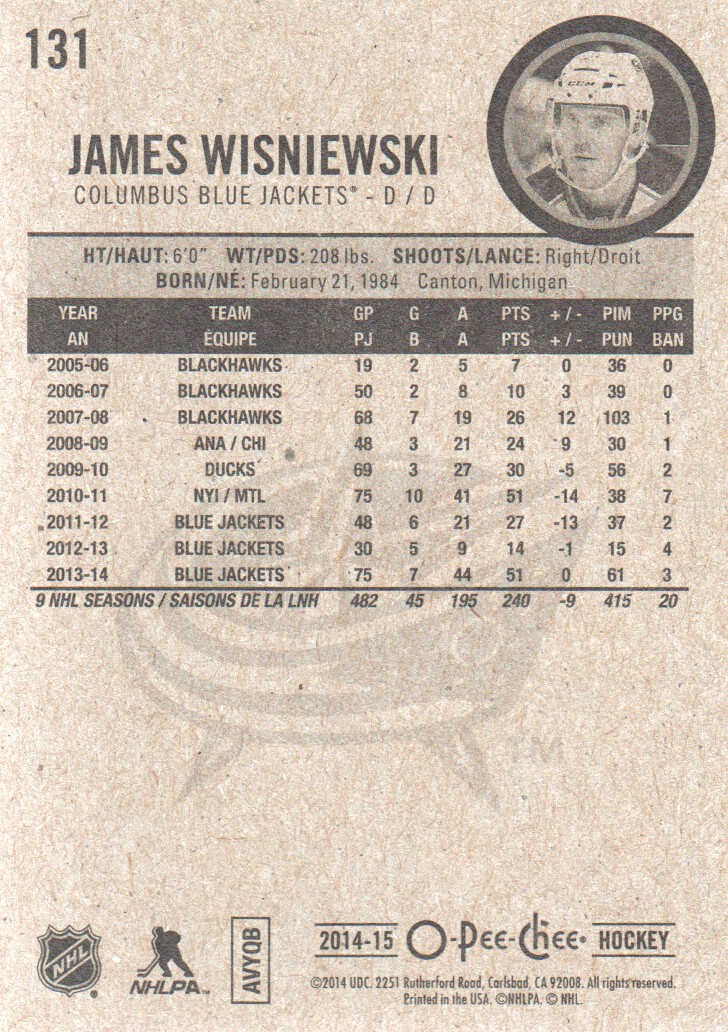 131
CCM
JAMES WISNIEWSKI
COLUMBUS BLUE JACKETS® - D / D
HT/HAUT: 6'0" WT/PDS: 208 lbs. SHOOTS/LANCE: Right/Droit
BORN/NÉ: February 21, 1984 Canton, Michigan
YEAR TEAM GP G A PTS + / - PIM PPG
AN ÉQUIPE PJ B A PTS + / - PUN BAN
2005-06 BLACKHAWKS 19 2 5 7 0 36 0
2006-07 BLACKHAWKS 50 2 8 10 3 39 0
2007-08 BLACKHAWKS 68 7 19 26 12 103 1
2008-09 ANA / CHI 48 3 21 24 9 30 1
2009-10 DUCKS 69 3 27 30 -5 56 2
2010-11 NYI / MTL 75 10 41 51 -14 38 7
2011-12 BLUE JACKETS 48 6 21 27 -13 37 2
2012-13 BLUE JACKETS 30 5 9 14 -1 15 4
2013-14 BLUE JACKETS 75 7 44 51 0 61 3
9 NHL SEASONS / SAISONS DE LA LNH 482 45 195 240 -9 415 20
TM
NHL®
NHLPA™
AVYQB
2014-15 O-Pee-Chee® HOCKEY
©2014 UDC. 2251 Rutherford Road, Carlsbad, CA 92008. All rights reserved.
Printed in the USA. ©NHLPA. © NHL.